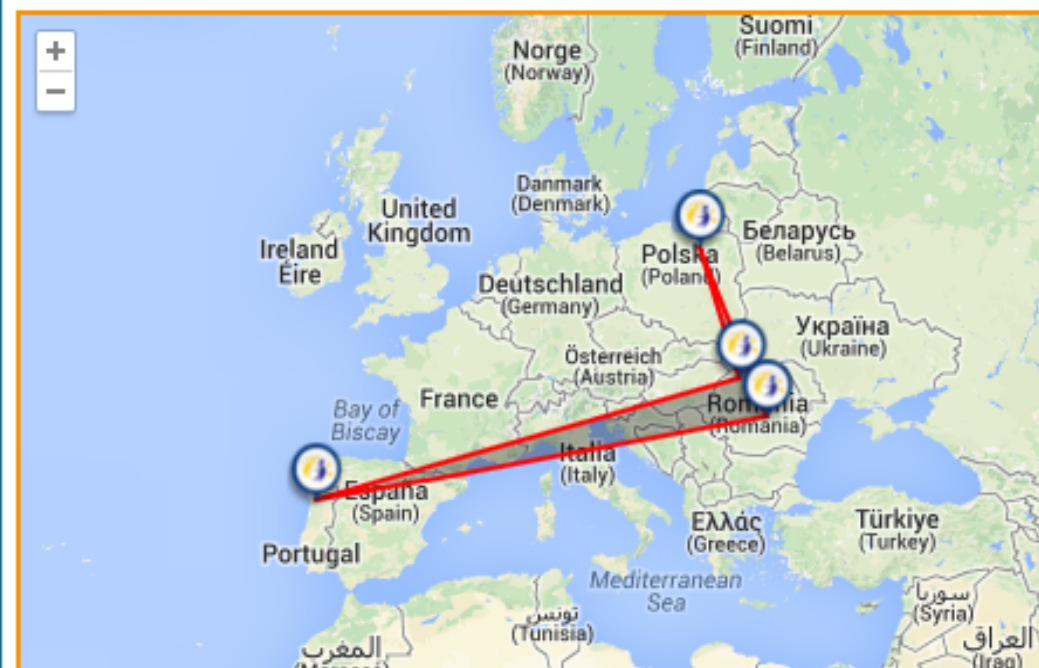 +
−
Suomi
(Finland)
Norge
(Norway)
Danmark
(Denmark)
United
Kingdom
Ireland
Éire
Беларусь
(Belarus)
Polska
(Poland)
Deutschland
(Germany)
Україна
(Ukraine)
Österreich
(Austria)
France
România
(Romania)
Bay of
Biscay
Italia
(Italy)
España
(Spain)
Portugal
Ελλάς
(Greece)
Türkiye
(Turkey)
Mediterranean
Sea
تونس
(Tunisia)
سوريا
(Syria)
العراق
(Iraq)
المغرب
(Morocco)